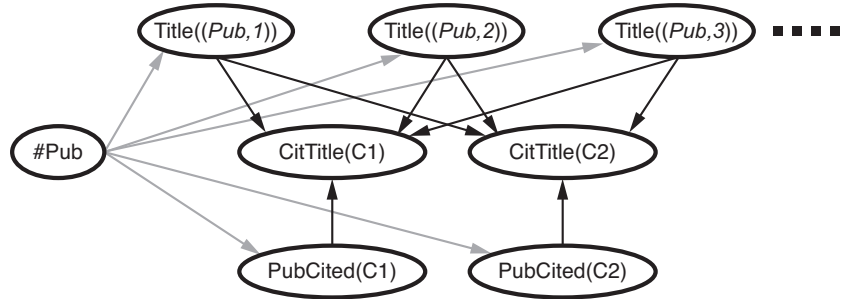 Title((Pub,1)) Title((Pub,2)) Title((Pub,3))
#Pub CitTitle(C1) CitTitle(C2)
PubCited(C1) PubCited(C2)